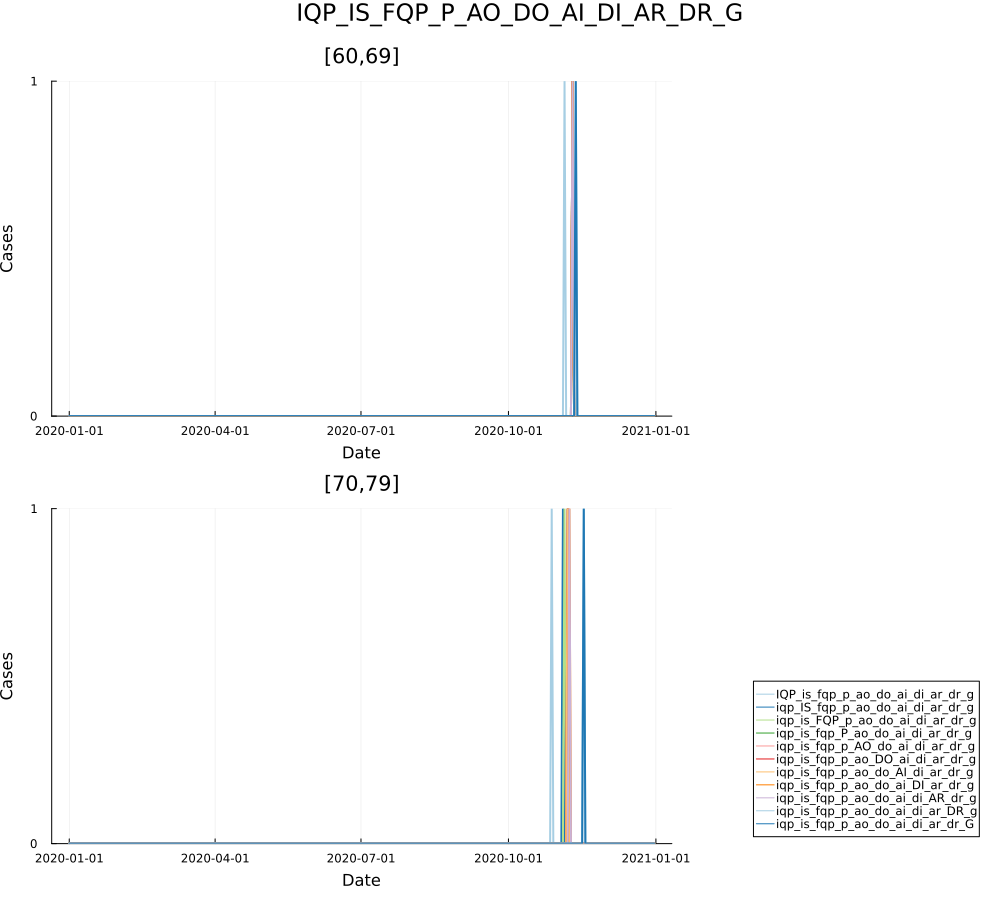 IQP_IS_FQP_P_AO_DO_AI_DI_AR_DR_G
[60,69]
1
Cases
0
2020-01-01 2020-04-01 2020-07-01 2020-10-01 2021-01-01
Date
[70,79]
1
Cases
0
2020-01-01 2020-04-01 2020-07-01 2020-10-01 2021-01-01
Date
IQP_is_fqp_p_ao_do_ai_di_ar_dr_g
iqp_IS_fqp_p_ao_do_ai_di_ar_dr_g
iqp_is_FQP_p_ao_do_ai_di_ar_dr_g
iqp_is_fqp_P_ao_do_ai_di_ar_dr_g
iqp_is_fqp_p_AO_do_ai_di_ar_dr_g
iqp_is_fqp_p_ao_DO_ai_di_ar_dr_g
iqp_is_fqp_p_ao_do_AI_di_ar_dr_g
iqp_is_fqp_p_ao_do_ai_DI_ar_dr_g
iqp_is_fqp_p_ao_do_ai_di_AR_dr_g
iqp_is_fqp_p_ao_do_ai_di_ar_DR_g
iqp_is_fqp_p_ao_do_ai_di_ar_dr_G